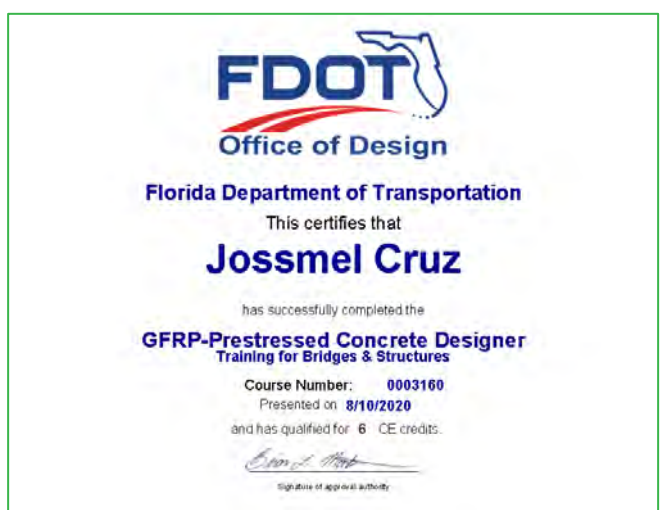 FDOT
Office of Design
Florida Department of Transportation
This certifies that
Jossmel Cruz
has successfully completed the
GFRP-Prestressed Concrete Designer
Training for Bridges & Structures
Course Number: 0003160
Presented on 8/10/2020
and has qualified for 6 CE credits.
Signature of approval authority